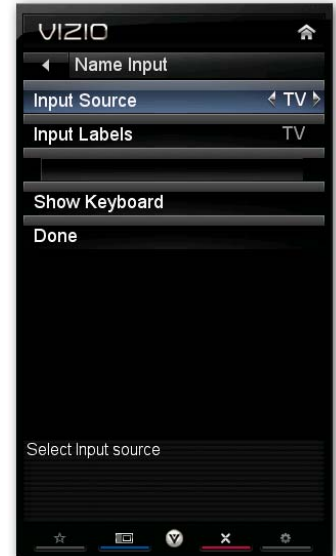 VIZIO
Name Input
Input Source TV
Input Labels TV
Show Keyboard
Done
Select Input source
V